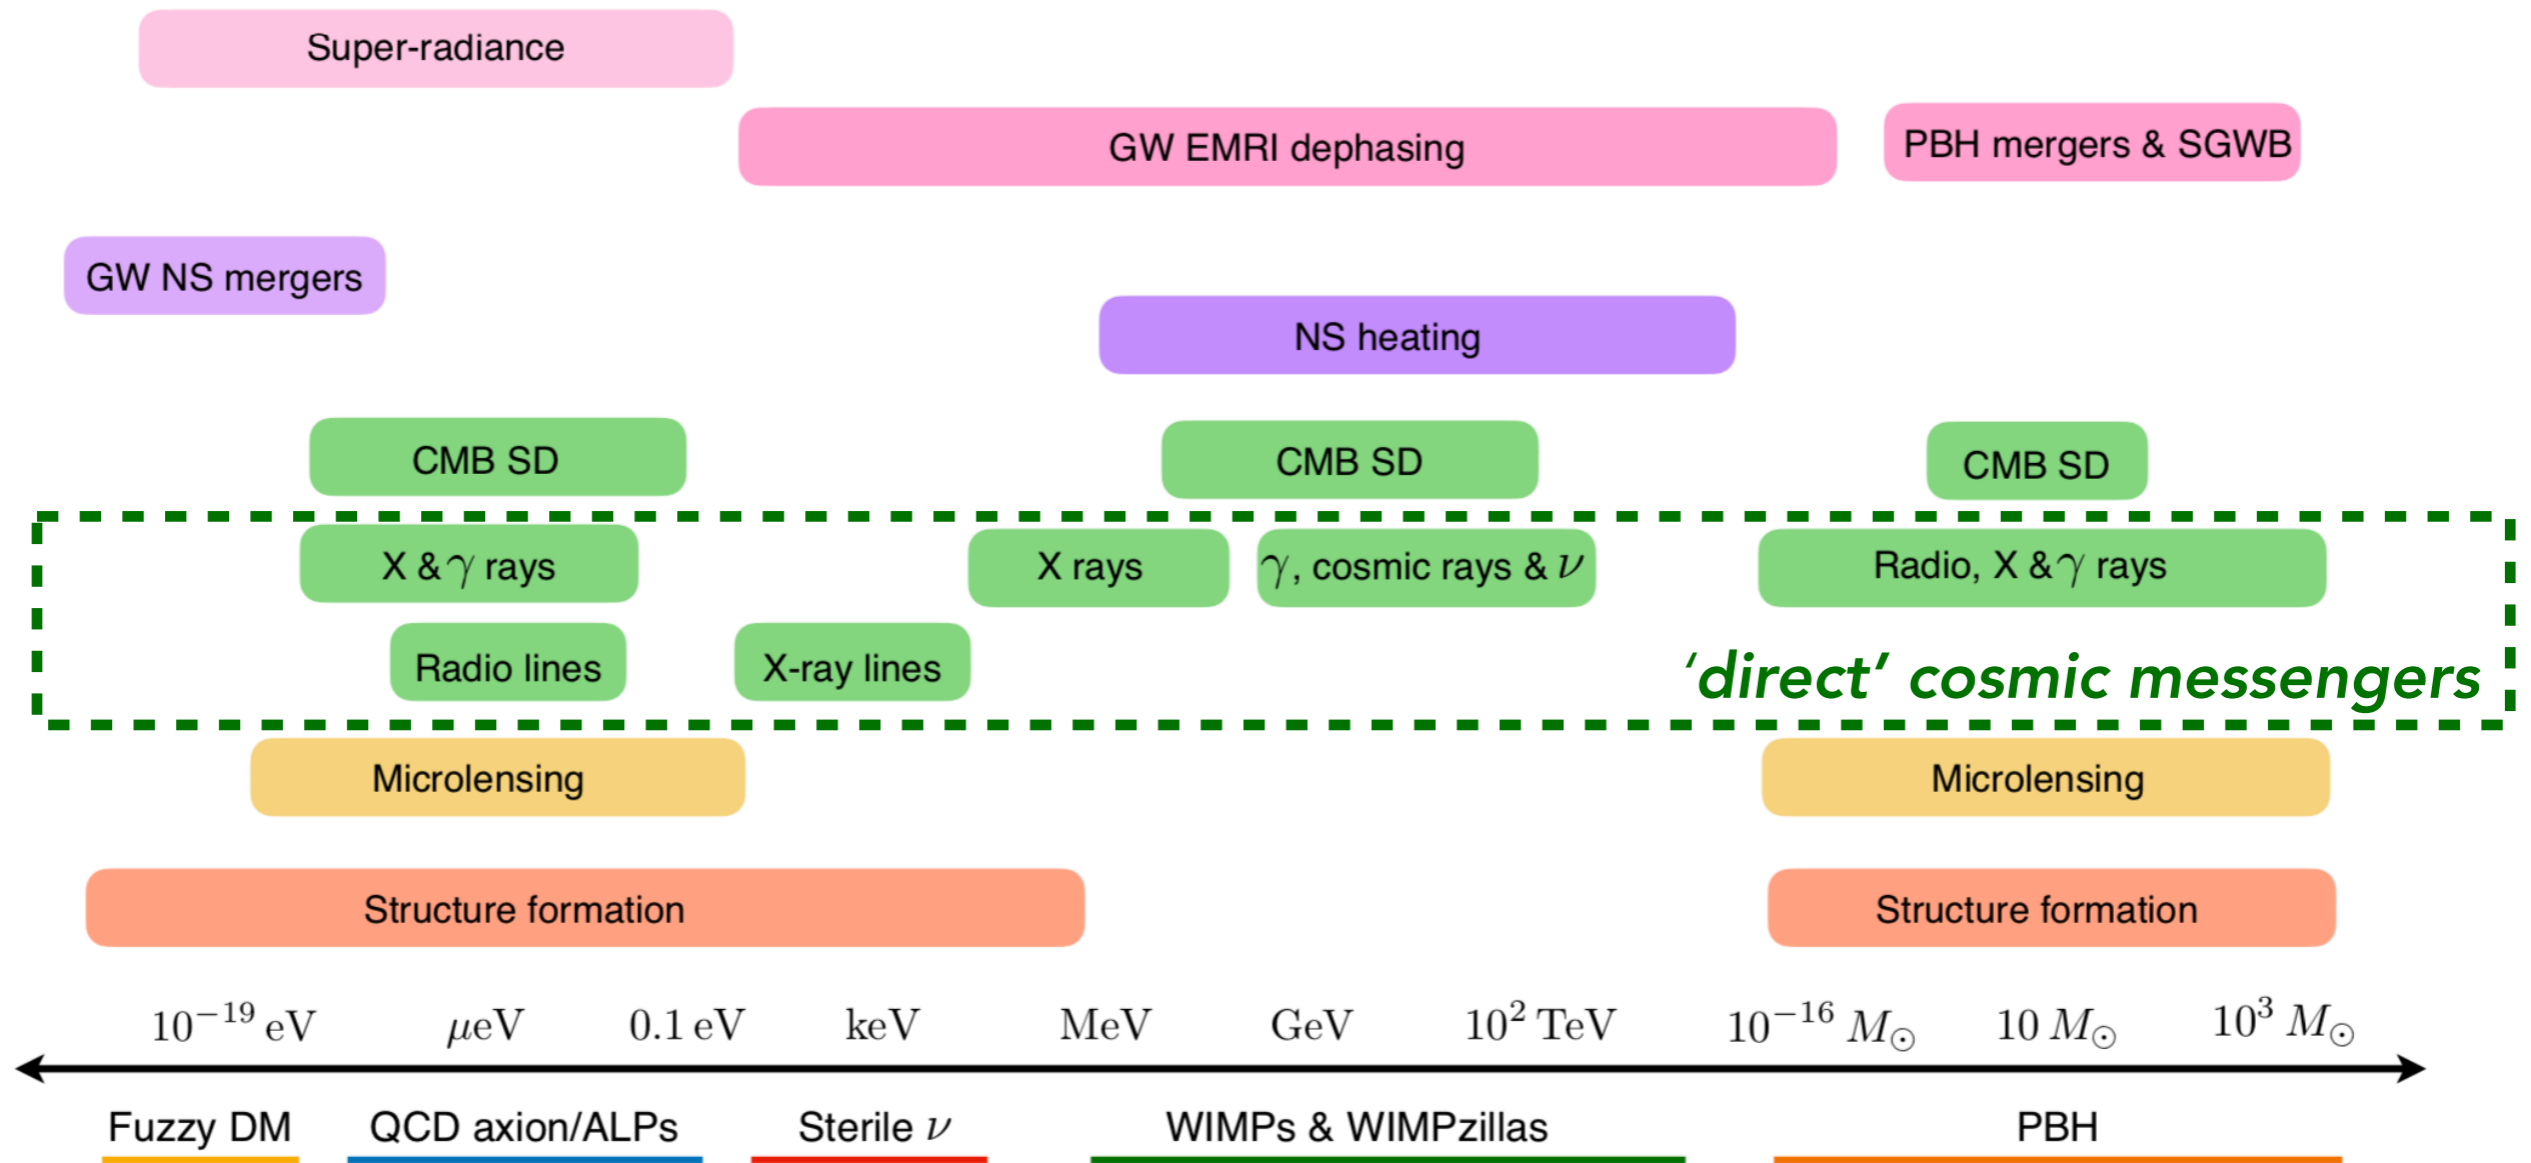 Super-radiance
GW EMRI dephasing
PBH mergers & SGWB
GW NS mergers
NS heating
CMB SD
CMB SD
CMB SD
X & γ rays
X rays
γ, cosmic rays & ν
Radio, X & γ rays
Radio lines
X-ray lines
‘direct’ cosmic messengers
Microlensing
Microlensing
Structure formation
Structure formation
10⁻¹⁹ eV
μeV
0.1 eV
keV
MeV
GeV
10² TeV
10⁻¹⁶ M☉
10 M☉
10³ M☉
Fuzzy DM
QCD axion/ALPs
Sterile ν
WIMPs & WIMPzillas
PBH